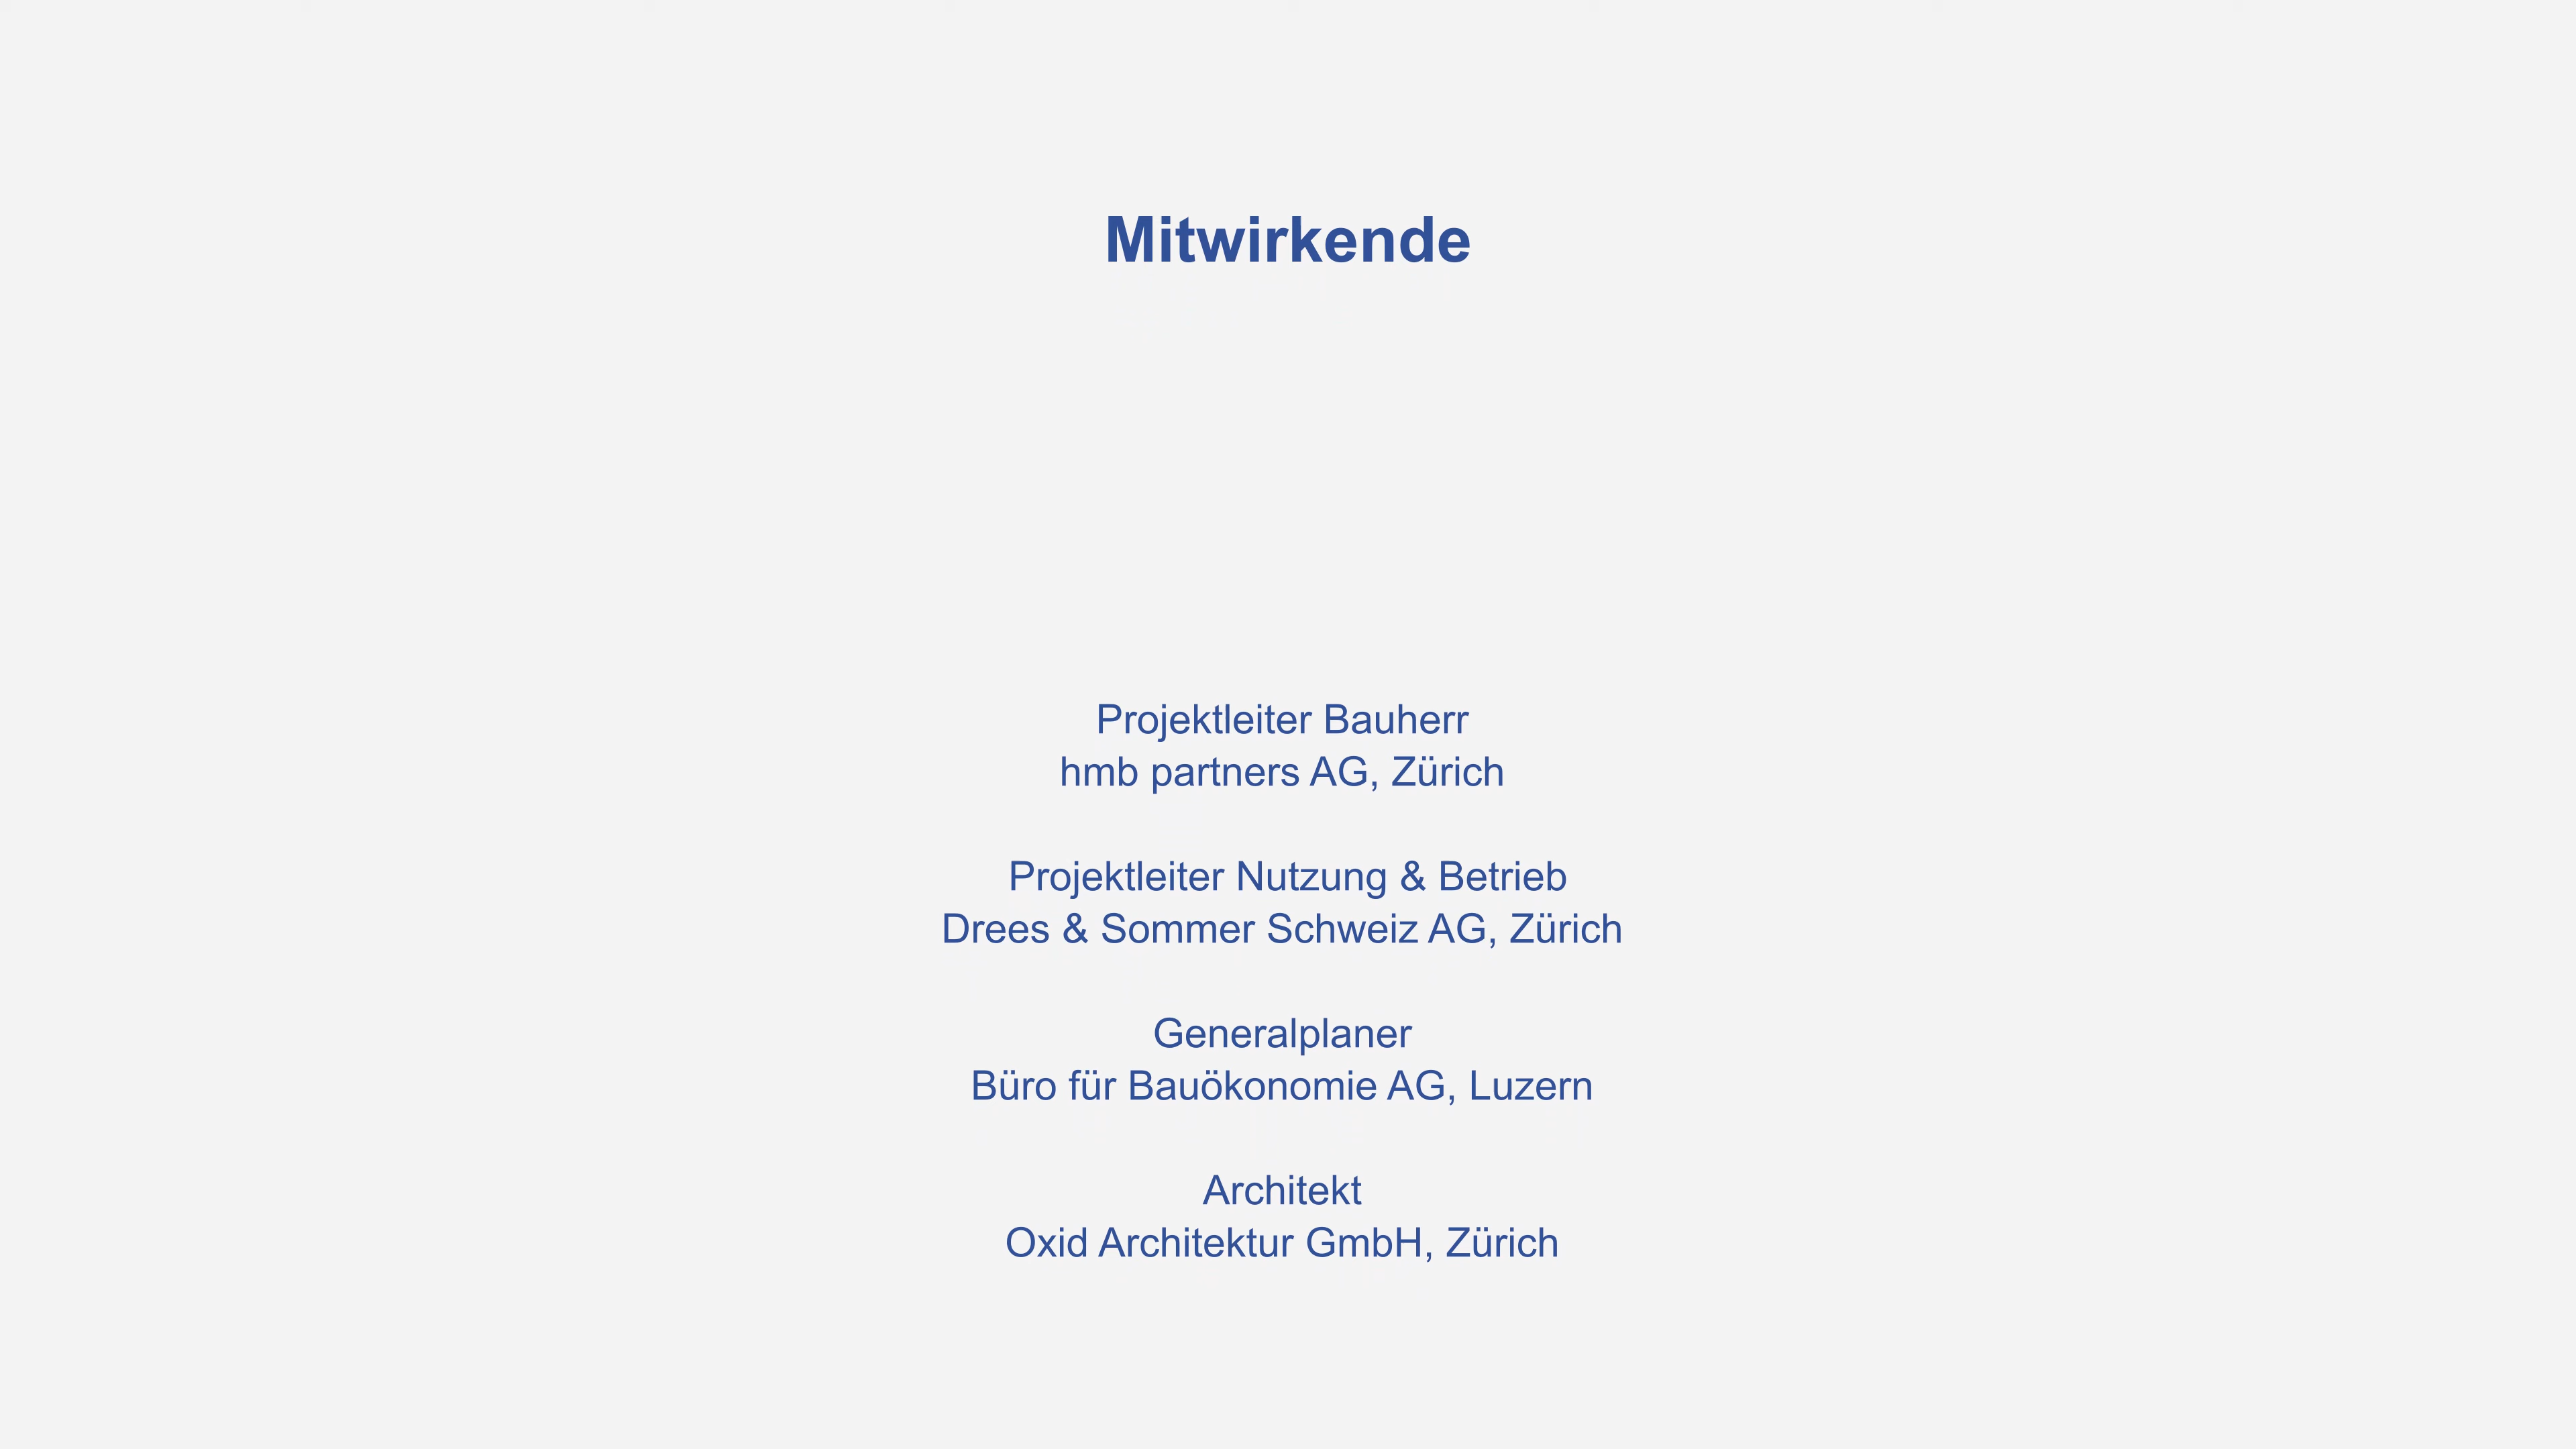 Mitwirkende
Projektleiter Bauherr
hmb partners AG, Zürich
Projektleiter Nutzung & Betrieb
Drees & Sommer Schweiz AG, Zürich
Generalplaner
Büro für Bauökonomie AG, Luzern
Architekt
Oxid Architektur GmbH, Zürich